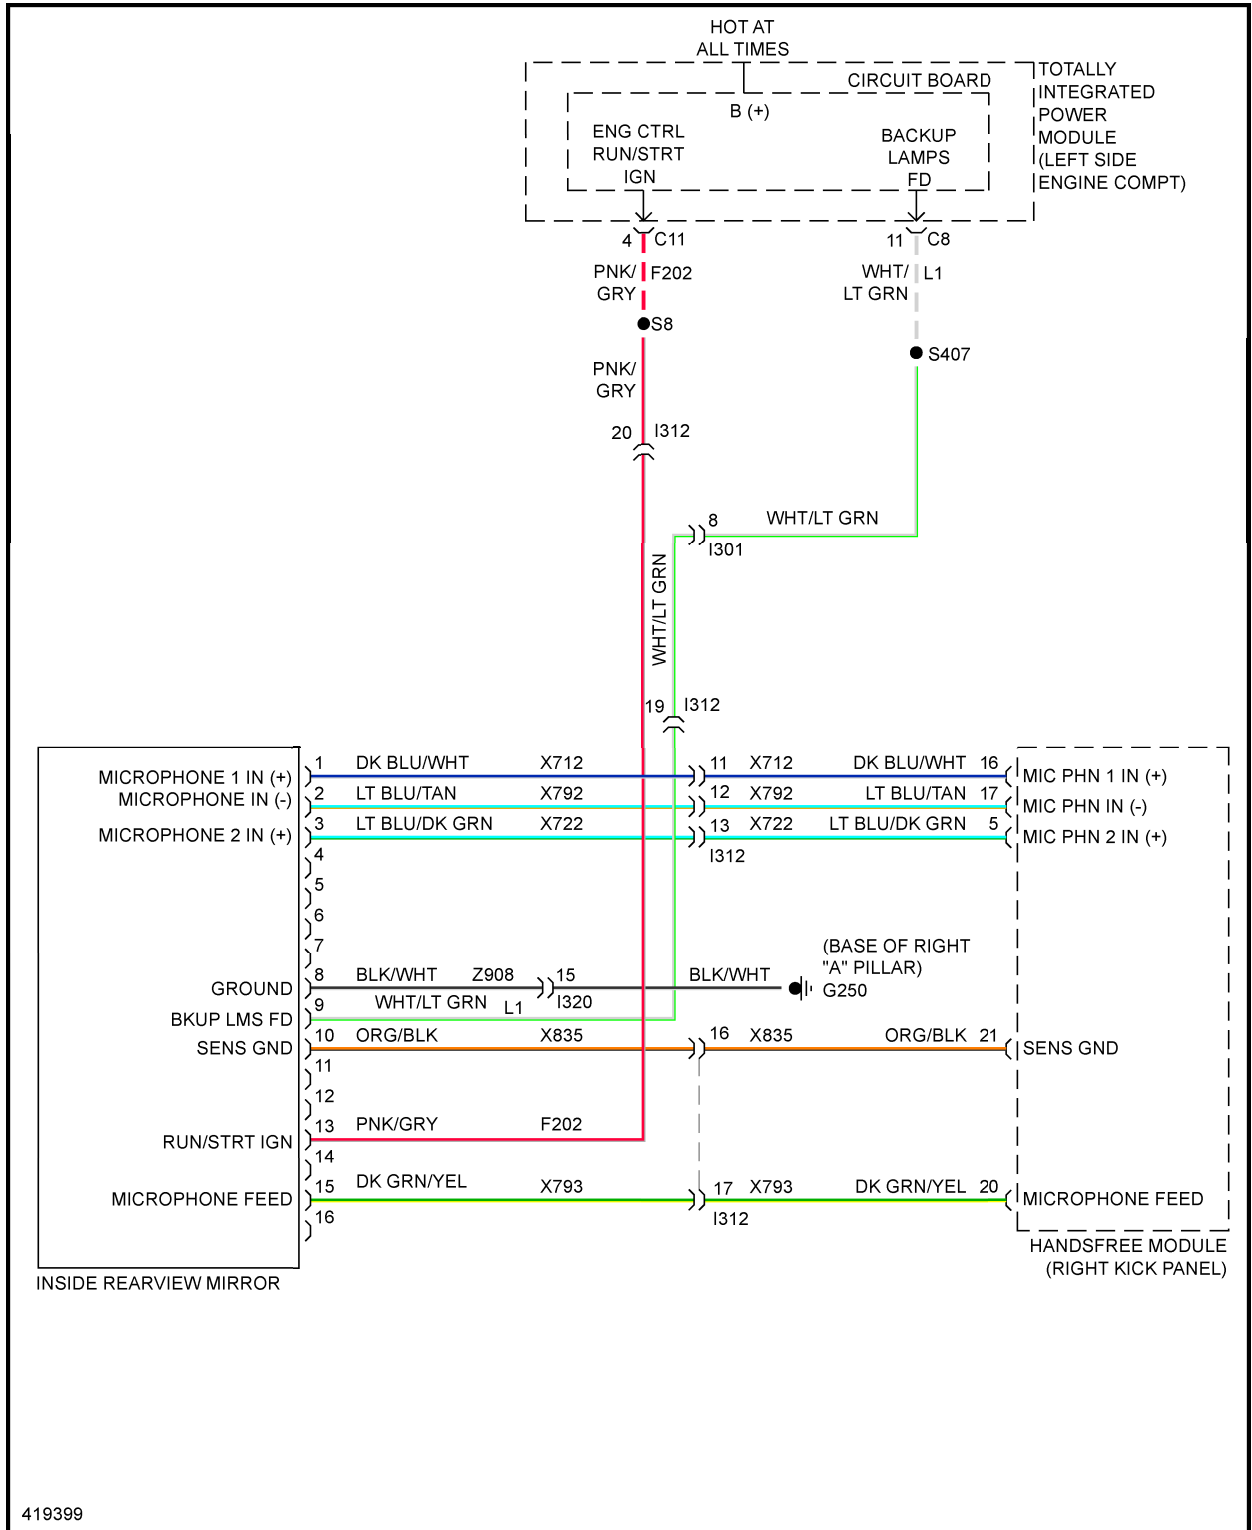 HOT AT
ALL TIMES
TOTALLY
INTEGRATED
POWER
MODULE
(LEFT SIDE
ENGINE COMPT)
CIRCUIT BOARD
B (+)
ENG CTRL
RUN/STRT
IGN
BACKUP
LAMPS
FD
4 C11
11 C8
PNK/
GRY
F202
WHT/
LT GRN
L1
S8
S407
PNK/
GRY
20 I312
8
WHT/LT GRN
I301
WHT/LT GRN
19 I312
MICROPHONE 1 IN (+) 1 DK BLU/WHT X712 11 X712 DK BLU/WHT 16 MIC PHN 1 IN (+)
MICROPHONE IN (-) 2 LT BLU/TAN X792 12 X792 LT BLU/TAN 17 MIC PHN IN (-)
MICROPHONE 2 IN (+) 3 LT BLU/DK GRN X722 13 X722 LT BLU/DK GRN 5 MIC PHN 2 IN (+)
I312
4
5
6
7
(BASE OF RIGHT
"A" PILLAR)
G250
GROUND 8 BLK/WHT Z908 15 BLK/WHT
I320
BKUP LMS FD 9 WHT/LT GRN L1
SENS GND 10 ORG/BLK X835 16 X835 ORG/BLK 21 SENS GND
11
12
RUN/STRT IGN 13 PNK/GRY F202
14
MICROPHONE FEED 15 DK GRN/YEL X793 17 X793 DK GRN/YEL 20 MICROPHONE FEED
I312
16
INSIDE REARVIEW MIRROR
HANDSFREE MODULE
(RIGHT KICK PANEL)
419399